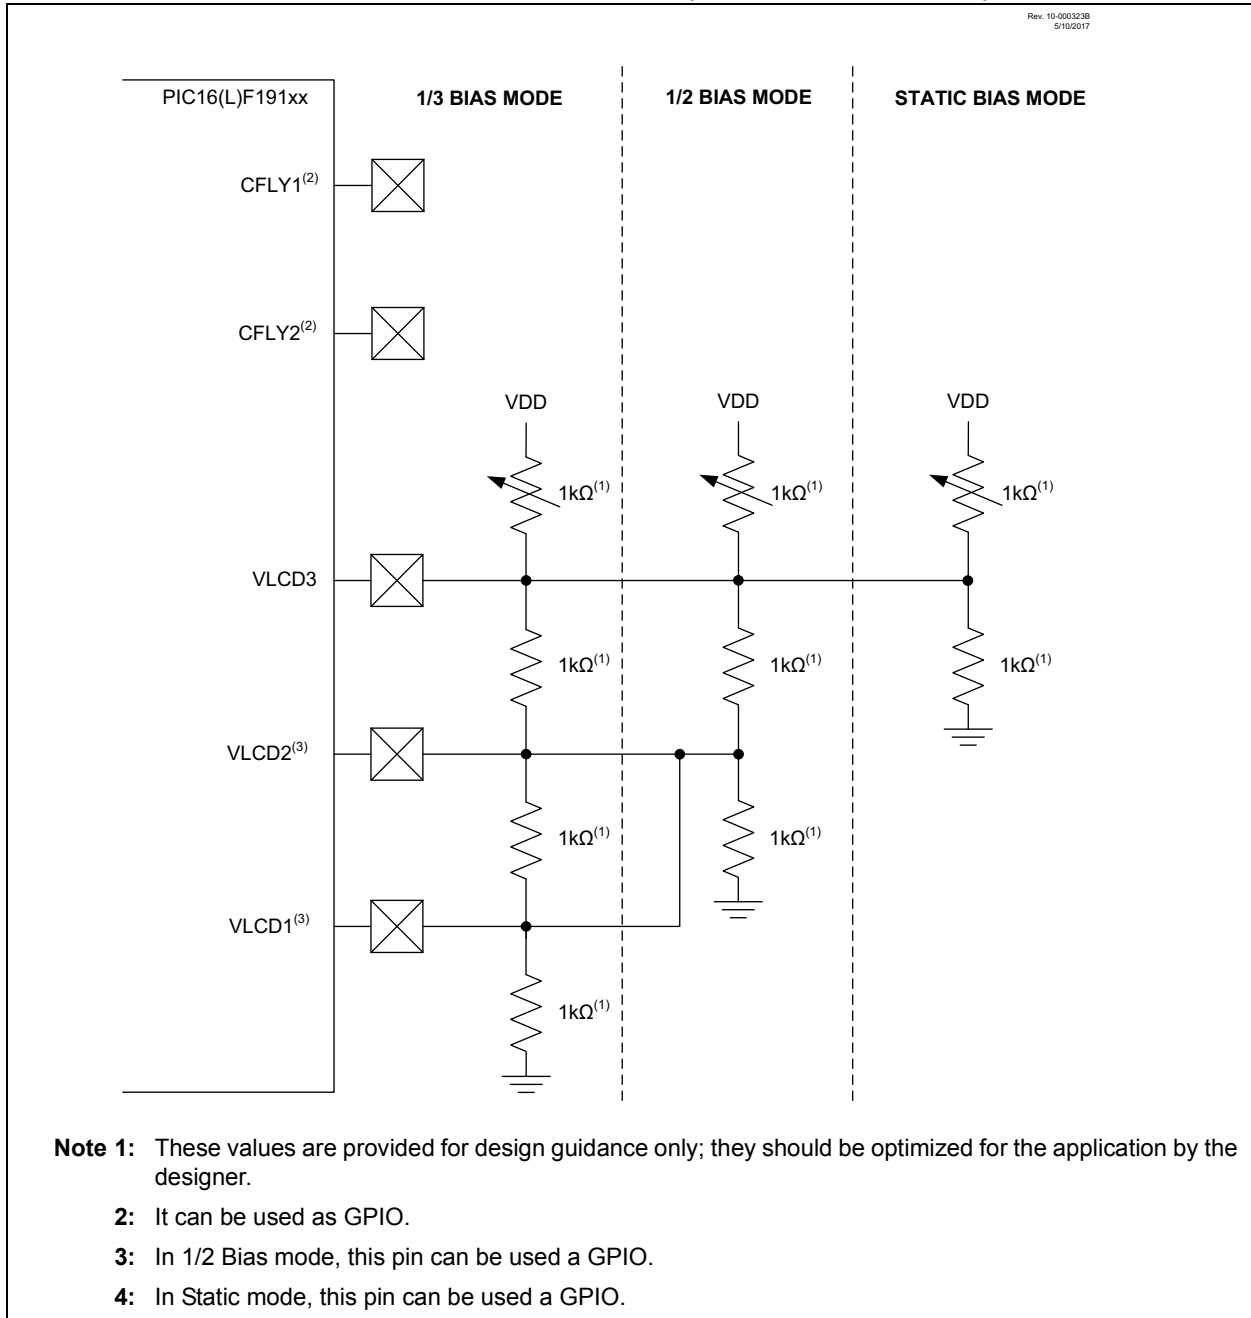 Rev. 10-000323B
5/10/2017
PIC16(L)F191xx
1/3 BIAS MODE
1/2 BIAS MODE
STATIC BIAS MODE
CFLY1(2)
CFLY2(2)
VDD
VDD
VDD
1kΩ(1)
1kΩ(1)
1kΩ(1)
VLCD3
1kΩ(1)
1kΩ(1)
1kΩ(1)
VLCD2(3)
1kΩ(1)
1kΩ(1)
VLCD1(3)
1kΩ(1)
Note 1: These values are provided for design guidance only; they should be optimized for the application by the
designer.
2: It can be used as GPIO.
3: In 1/2 Bias mode, this pin can be used a GPIO.
4: In Static mode, this pin can be used a GPIO.